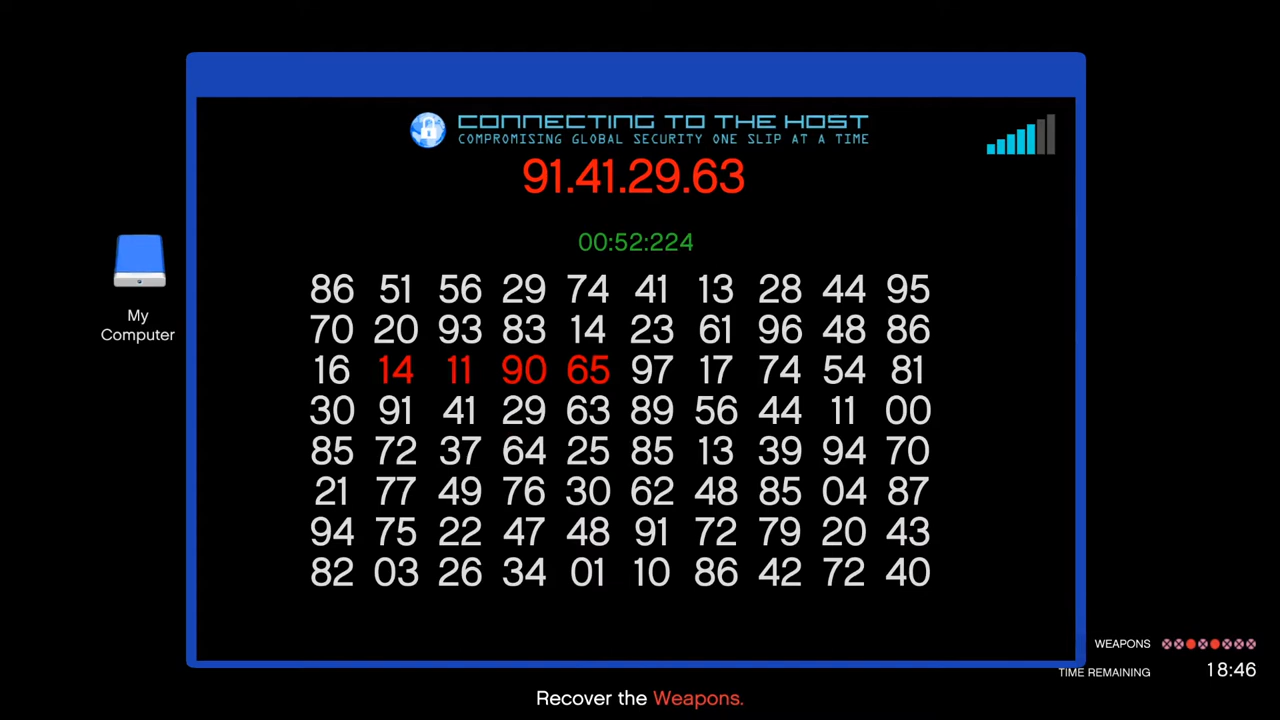 CONNECTING TO THE HOST
COMPROMISING GLOBAL SECURITY ONE SLIP AT A TIME
91.41.29.63
00:52:224
86 51 56 29 74 41 13 28 44 95
70 20 93 83 14 23 61 96 48 86
16 14 11 90 65 97 17 74 54 81
30 91 41 29 63 89 56 44 11 00
85 72 37 64 25 85 13 39 94 70
21 77 49 76 30 62 48 85 04 87
94 75 22 47 48 91 72 79 20 43
82 03 26 34 01 10 86 42 72 40
My
Computer
WEAPONS
TIME REMAINING 18:46
Recover the Weapons.